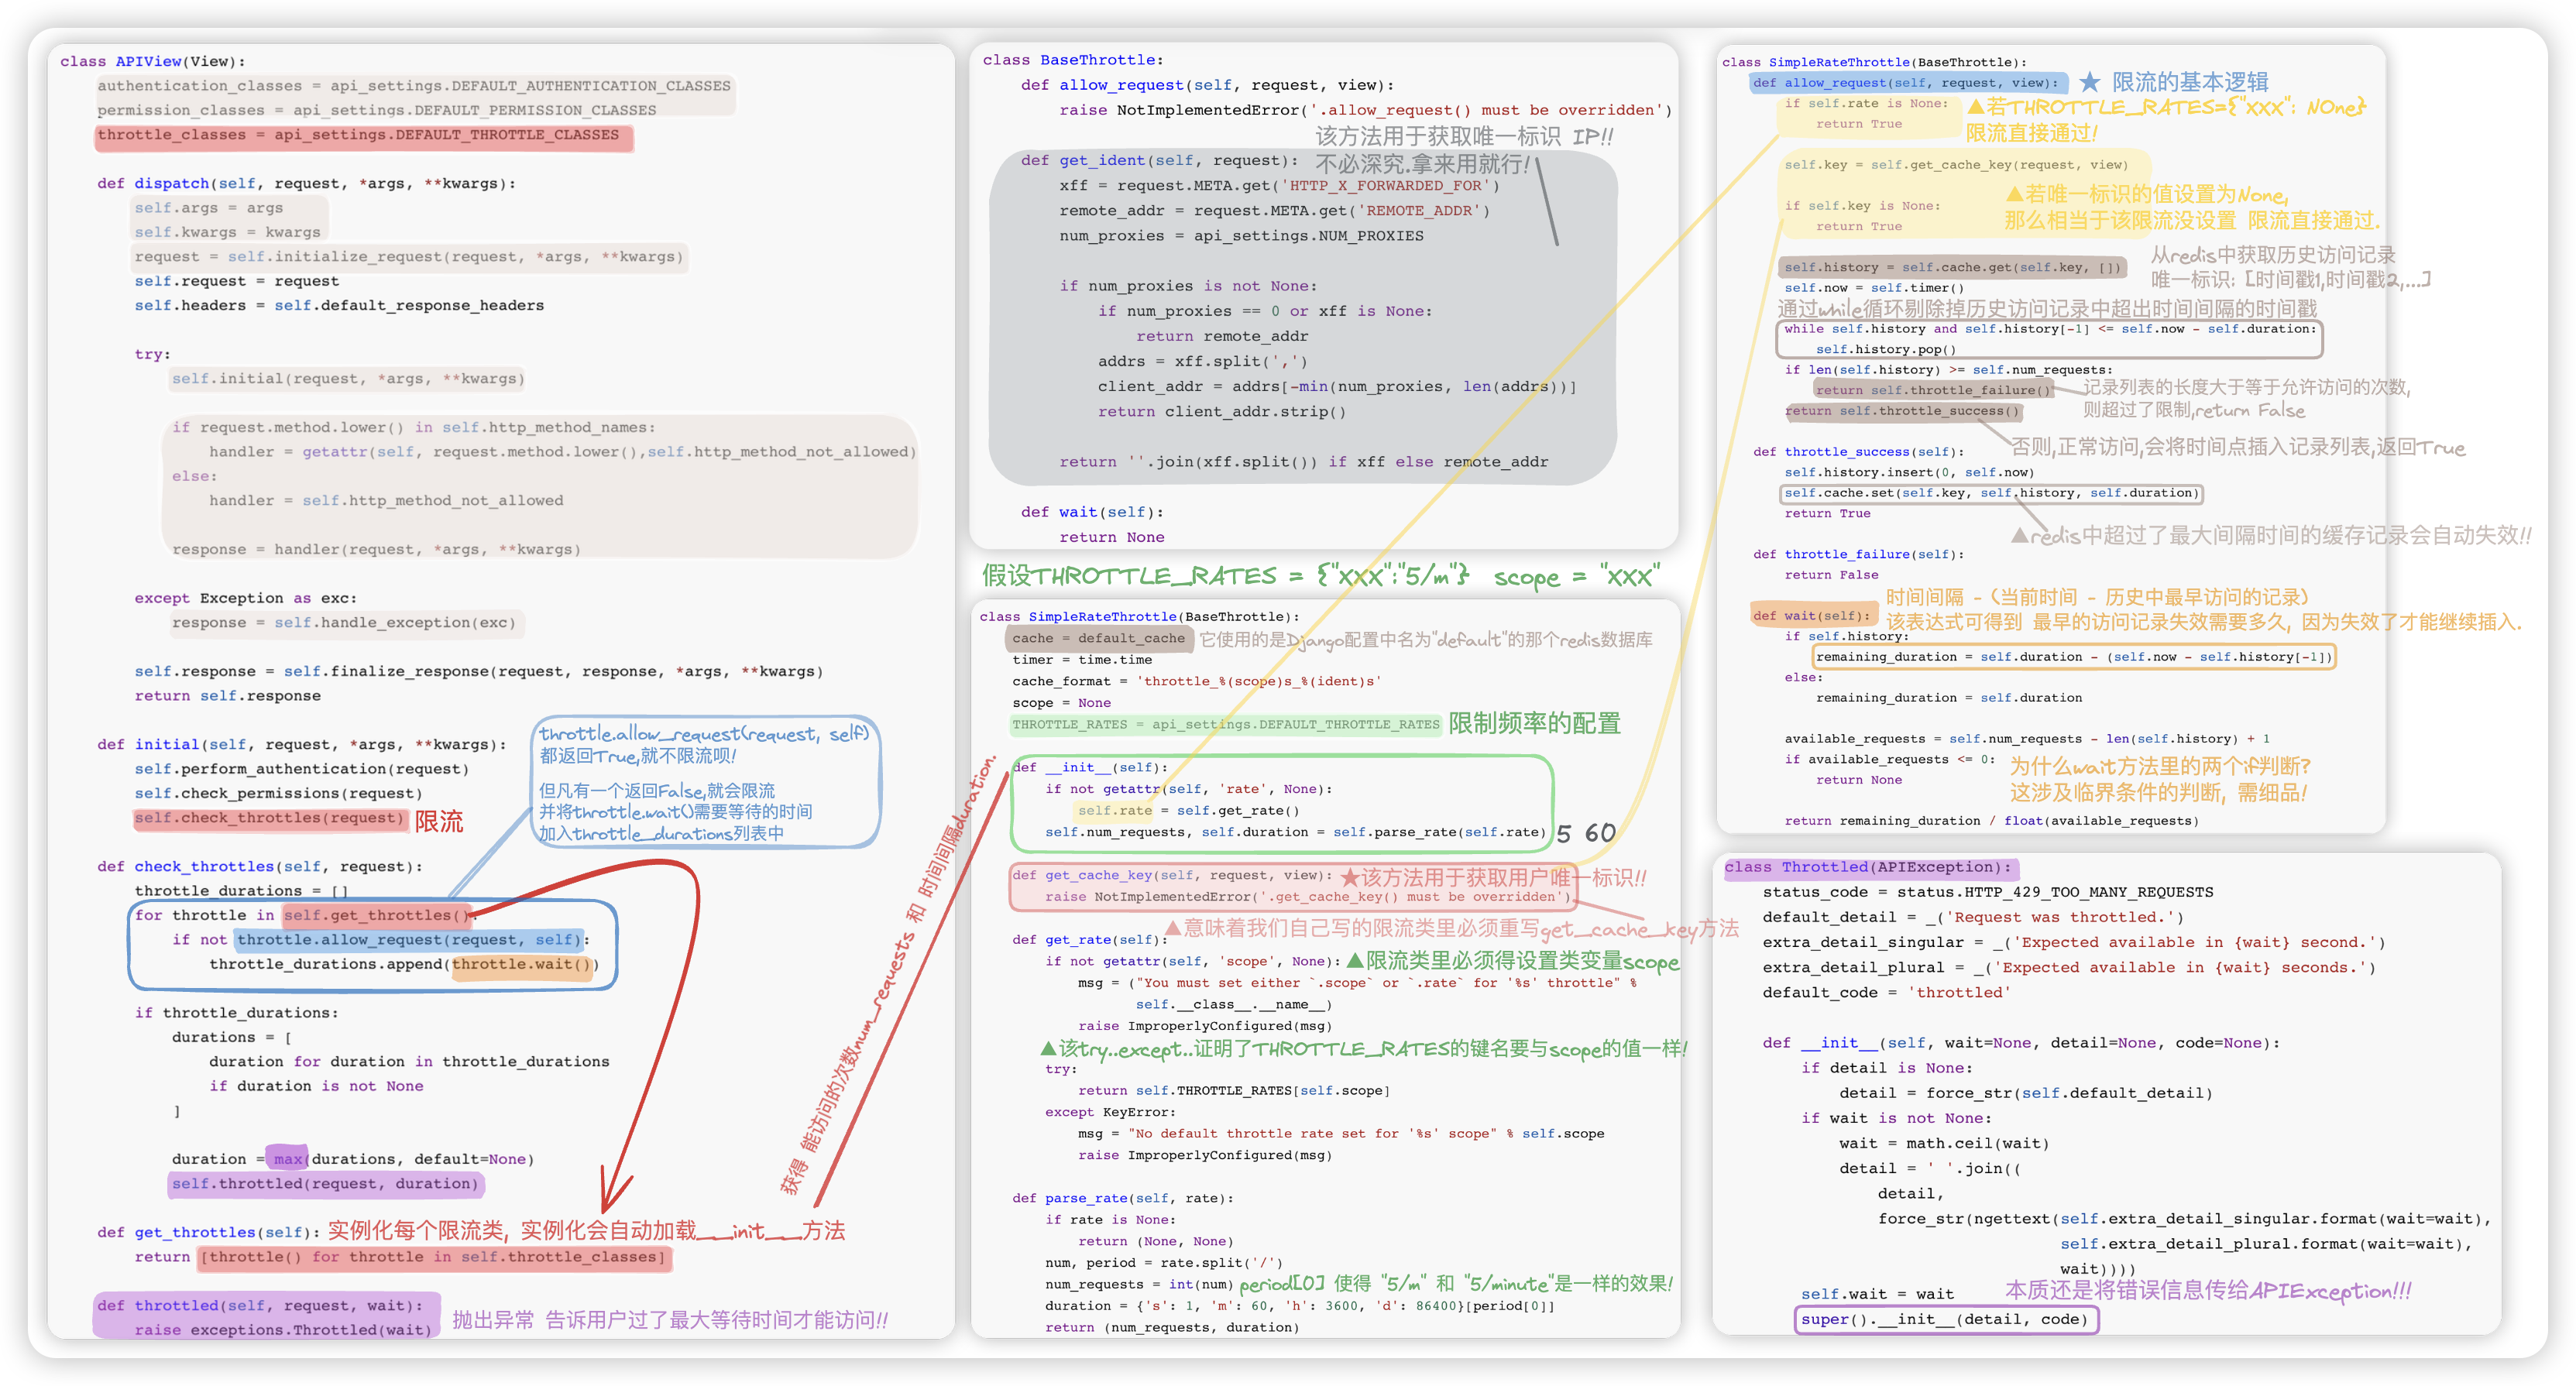 class APIView(View):
authentication_classes = api_settings.DEFAULT_AUTHENTICATION_CLASSES
permission_classes = api_settings.DEFAULT_PERMISSION_CLASSES
throttle_classes = api_settings.DEFAULT_THROTTLE_CLASSES
def dispatch(self, request, *args, **kwargs):
self.args = args
self.kwargs = kwargs
request = self.initialize_request(request, *args, **kwargs)
self.request = request
self.headers = self.default_response_headers
try:
self.initial(request, *args, **kwargs)
if request.method.lower() in self.http_method_names:
handler = getattr(self, request.method.lower(),self.http_method_not_allowed)
else:
handler = self.http_method_not_allowed
response = handler(request, *args, **kwargs)
except Exception as exc:
response = self.handle_exception(exc)
self.response = self.finalize_response(request, response, *args, **kwargs)
return self.response
def initial(self, request, *args, **kwargs):
self.perform_authentication(request)
self.check_permissions(request)
self.check_throttles(request) 限流
throttle.allow_request(request, self)
都返回True,就不限流呗!
但凡有一个返回False,就会限流
并将throttle.wait()需要等待的时间
加入throttle_durations列表中
def check_throttles(self, request):
throttle_durations = []
for throttle in self.get_throttles():
if not throttle.allow_request(request, self):
throttle_durations.append(throttle.wait())
if throttle_durations:
durations = [
duration for duration in throttle_durations
if duration is not None
]
duration = max(durations, default=None)
self.throttled(request, duration)
def get_throttles(self): 实例化每个限流类, 实例化会自动加载__init__方法
return [throttle() for throttle in self.throttle_classes]
def throttled(self, request, wait):
raise exceptions.Throttled(wait)
抛出异常 告诉用户过了最大等待时间才能访问!!
获得 能访问的次数num_requests 和 时间间隔duration.
class BaseThrottle:
def allow_request(self, request, view):
raise NotImplementedError('.allow_request() must be overridden')
该方法用于获取唯一标识 IP!!
def get_ident(self, request): 不必深究.拿来用就行!
xff = request.META.get('HTTP_X_FORWARDED_FOR')
remote_addr = request.META.get('REMOTE_ADDR')
num_proxies = api_settings.NUM_PROXIES
if num_proxies is not None:
if num_proxies == 0 or xff is None:
return remote_addr
addrs = xff.split(',')
client_addr = addrs[-min(num_proxies, len(addrs))]
return client_addr.strip()
return ''.join(xff.split()) if xff else remote_addr
def wait(self):
return None
假设THROTTLE_RATES = {"XXX":"5/m"} scope = "XXX"
class SimpleRateThrottle(BaseThrottle):
cache = default_cache 它使用的是Django配置中名为"default"的那个redis数据库
timer = time.time
cache_format = 'throttle_%(scope)s_%(ident)s'
scope = None
THROTTLE_RATES = api_settings.DEFAULT_THROTTLE_RATES 限制频率的配置
def __init__(self):
if not getattr(self, 'rate', None):
self.rate = self.get_rate()
self.num_requests, self.duration = self.parse_rate(self.rate) 5 60
def get_cache_key(self, request, view): ★该方法用于获取用户唯一标识!!
raise NotImplementedError('.get_cache_key() must be overridden')
▲意味着我们自己写的限流类里必须重写get_cache_key方法
def get_rate(self):
if not getattr(self, 'scope', None): ▲限流类里必须得设置类变量scope
msg = ("You must set either `.scope` or `.rate` for '%s' throttle" %
self.__class__.__name__)
raise ImproperlyConfigured(msg)
▲该try..except..证明了THROTTLE_RATES的键名要与scope的值一样!
try:
return self.THROTTLE_RATES[self.scope]
except KeyError:
msg = "No default throttle rate set for '%s' scope" % self.scope
raise ImproperlyConfigured(msg)
def parse_rate(self, rate):
if rate is None:
return (None, None)
num, period = rate.split('/')
num_requests = int(num) period[0] 使得 "5/m" 和 "5/minute"是一样的效果!
duration = {'s': 1, 'm': 60, 'h': 3600, 'd': 86400}[period[0]]
return (num_requests, duration)
class SimpleRateThrottle(BaseThrottle):
def allow_request(self, request, view): ★ 限流的基本逻辑
if self.rate is None: ▲若THROTTLE_RATES={"XXX": NOne}
return True 限流直接通过!
self.key = self.get_cache_key(request, view)
▲若唯一标识的值设置为None,
if self.key is None:
那么相当于该限流没设置 限流直接通过.
return True
从redis中获取历史访问记录
self.history = self.cache.get(self.key, [])
唯一标识: [时间戳1,时间戳2,...]
self.now = self.timer()
通过while循环剔除掉历史访问记录中超出时间间隔的时间戳
while self.history and self.history[-1] <= self.now - self.duration:
self.history.pop()
if len(self.history) >= self.num_requests:
return self.throttle_failure() 记录列表的长度大于等于允许访问的次数,
return self.throttle_success() 则超过了限制,return False
否则,正常访问,会将时间点插入记录列表,返回True
def throttle_success(self):
self.history.insert(0, self.now)
self.cache.set(self.key, self.history, self.duration)
return True
▲redis中超过了最大间隔时间的缓存记录会自动失效!!
def throttle_failure(self):
return False
时间间隔 - (当前时间 - 历史中最早访问的记录)
def wait(self): 该表达式可得到 最早的访问记录失效需要多久, 因为失效了才能继续插入.
if self.history:
remaining_duration = self.duration - (self.now - self.history[-1])
else:
remaining_duration = self.duration
available_requests = self.num_requests - len(self.history) + 1
if available_requests <= 0: 为什么wait方法里的两个if判断?
return None 这涉及临界条件的判断, 需细品!
return remaining_duration / float(available_requests)
class Throttled(APIException):
status_code = status.HTTP_429_TOO_MANY_REQUESTS
default_detail = _('Request was throttled.')
extra_detail_singular = _('Expected available in {wait} second.')
extra_detail_plural = _('Expected available in {wait} seconds.')
default_code = 'throttled'
def __init__(self, wait=None, detail=None, code=None):
if detail is None:
detail = force_str(self.default_detail)
if wait is not None:
wait = math.ceil(wait)
detail = ' '.join((
detail,
force_str(ngettext(self.extra_detail_singular.format(wait=wait),
self.extra_detail_plural.format(wait=wait),
wait))))
self.wait = wait 本质还是将错误信息传给APIException!!!
super().__init__(detail, code)